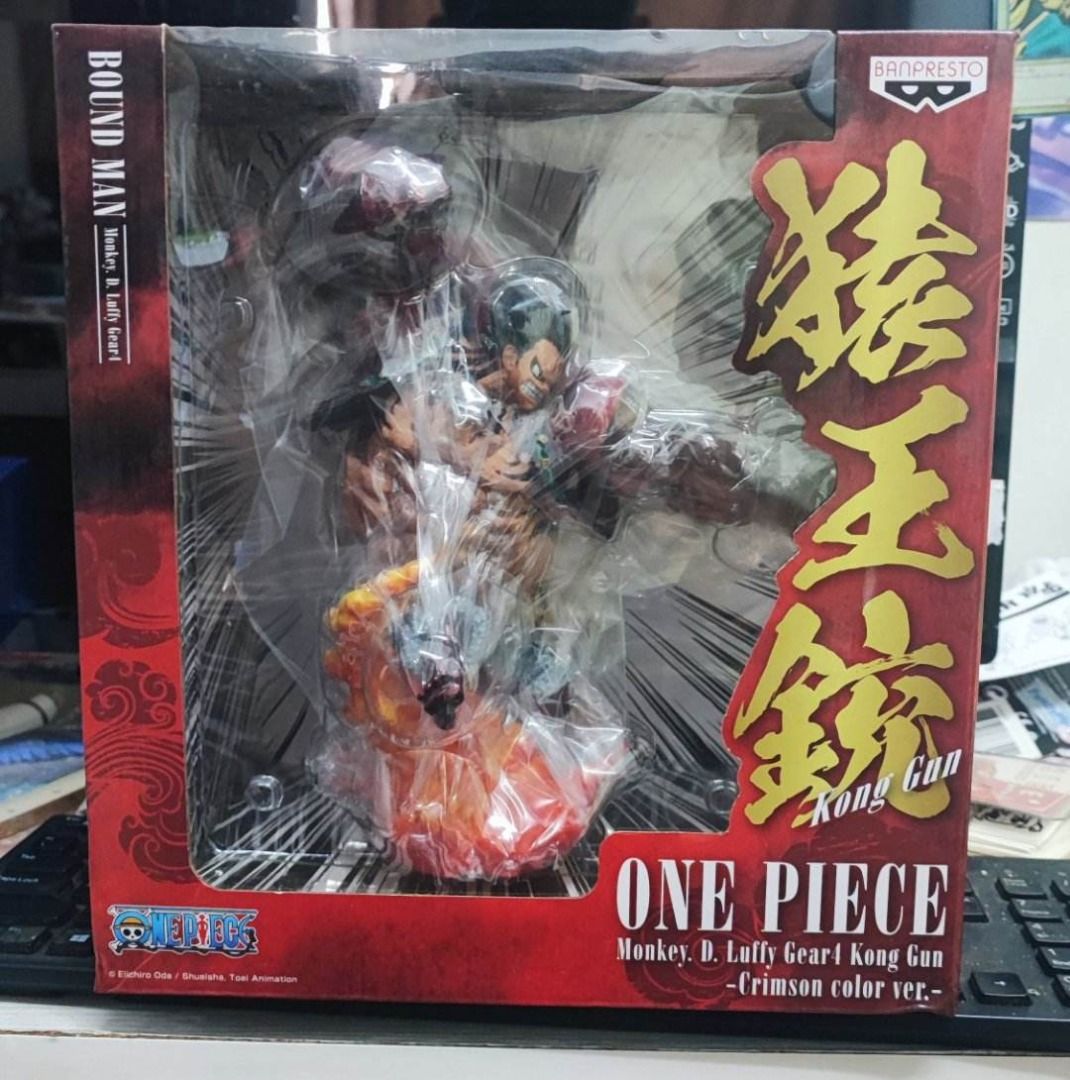 BOUND MAN
Monkey. D. Luffy Gear4
BANPRESTO
猿王銃
Kong Gun
ONE PIECE
Monkey. D. Luffy Gear4 Kong Gun
-Crimson color ver.-
ONE PIECE
© Eiichiro Oda / Shueisha, Toei Animation